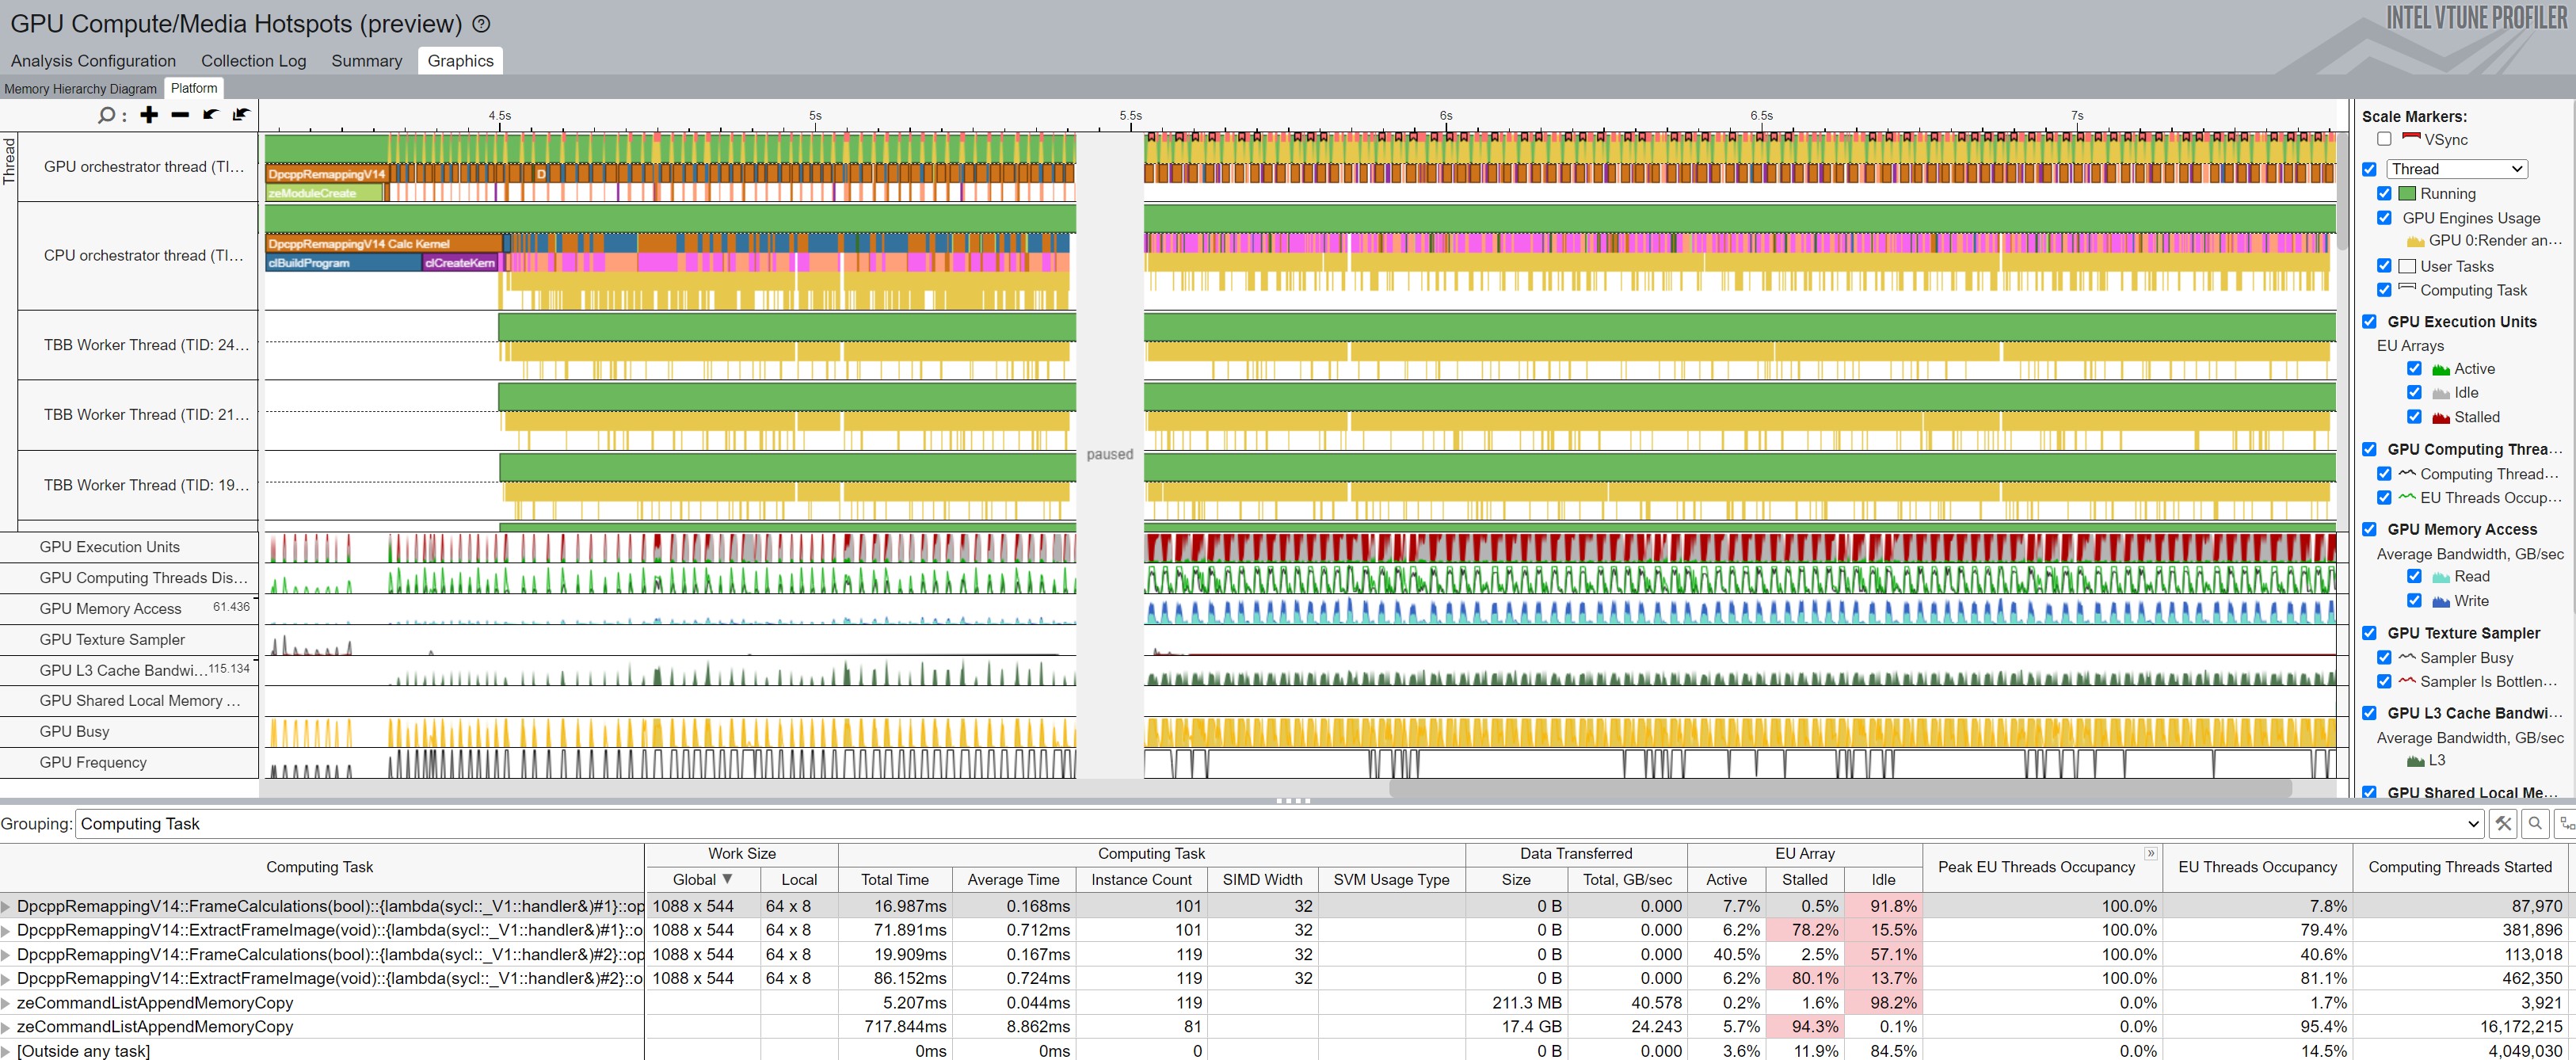 GPU Compute/Media Hotspots (preview)
INTEL VTUNE PROFILER
Analysis Configuration Collection Log Summary Graphics
Memory Hierarchy Diagram Platform
4.5s 5s 5.5s 6s 6.5s 7s
Thread
GPU orchestrator thread (TI...
DpcppRemappingV14 D
zeModuleCreate
CPU orchestrator thread (TI...
DpcppRemappingV14 Calc Kernel
clBuildProgram clCreateKern
TBB Worker Thread (TID: 24...
TBB Worker Thread (TID: 21...
paused
TBB Worker Thread (TID: 19...
GPU Execution Units
GPU Computing Threads Dis...
GPU Memory Access 61.436
GPU Texture Sampler
GPU L3 Cache Bandwi... 115.134
GPU Shared Local Memory ...
GPU Busy
GPU Frequency
Scale Markers:
VSync
Thread
Running
GPU Engines Usage
GPU 0:Render an...
User Tasks
Computing Task
GPU Execution Units
EU Arrays
Active
Idle
Stalled
GPU Computing Threa...
Computing Thread...
EU Threads Occup...
GPU Memory Access
Average Bandwidth, GB/sec
Read
Write
GPU Texture Sampler
Sampler Busy
Sampler Is Bottlen...
GPU L3 Cache Bandwi...
Average Bandwidth, GB/sec
L3
GPU Shared Local Me...
Grouping: Computing Task
Computing Task Work Size Computing Task Data Transferred EU Array Peak EU Threads Occupancy EU Threads Occupancy Computing Threads Started
Global Local Total Time Average Time Instance Count SIMD Width SVM Usage Type Size Total, GB/sec Active Stalled Idle
DpcppRemappingV14::FrameCalculations(bool)::{lambda(sycl::_V1::handler&)#1}::op 1088 x 544 64 x 8 16.987ms 0.168ms 101 32 0 B 0.000 7.7% 0.5% 91.8% 100.0% 7.8% 87,970
DpcppRemappingV14::ExtractFrameImage(void)::{lambda(sycl::_V1::handler&)#1}::o 1088 x 544 64 x 8 71.891ms 0.712ms 101 32 0 B 0.000 6.2% 78.2% 15.5% 100.0% 79.4% 381,896
DpcppRemappingV14::FrameCalculations(bool)::{lambda(sycl::_V1::handler&)#2}::op 1088 x 544 64 x 8 19.909ms 0.167ms 119 32 0 B 0.000 40.5% 2.5% 57.1% 100.0% 40.6% 113,018
DpcppRemappingV14::ExtractFrameImage(void)::{lambda(sycl::_V1::handler&)#2}::o 1088 x 544 64 x 8 86.152ms 0.724ms 119 32 0 B 0.000 6.2% 80.1% 13.7% 100.0% 81.1% 462,350
zeCommandListAppendMemoryCopy 5.207ms 0.044ms 119 211.3 MB 40.578 0.2% 1.6% 98.2% 0.0% 1.7% 3,921
zeCommandListAppendMemoryCopy 717.844ms 8.862ms 81 17.4 GB 24.243 5.7% 94.3% 0.1% 0.0% 95.4% 16,172,215
[Outside any task] 0ms 0ms 0 0 B 0.000 3.6% 11.9% 84.5% 0.0% 14.5% 4,049,030